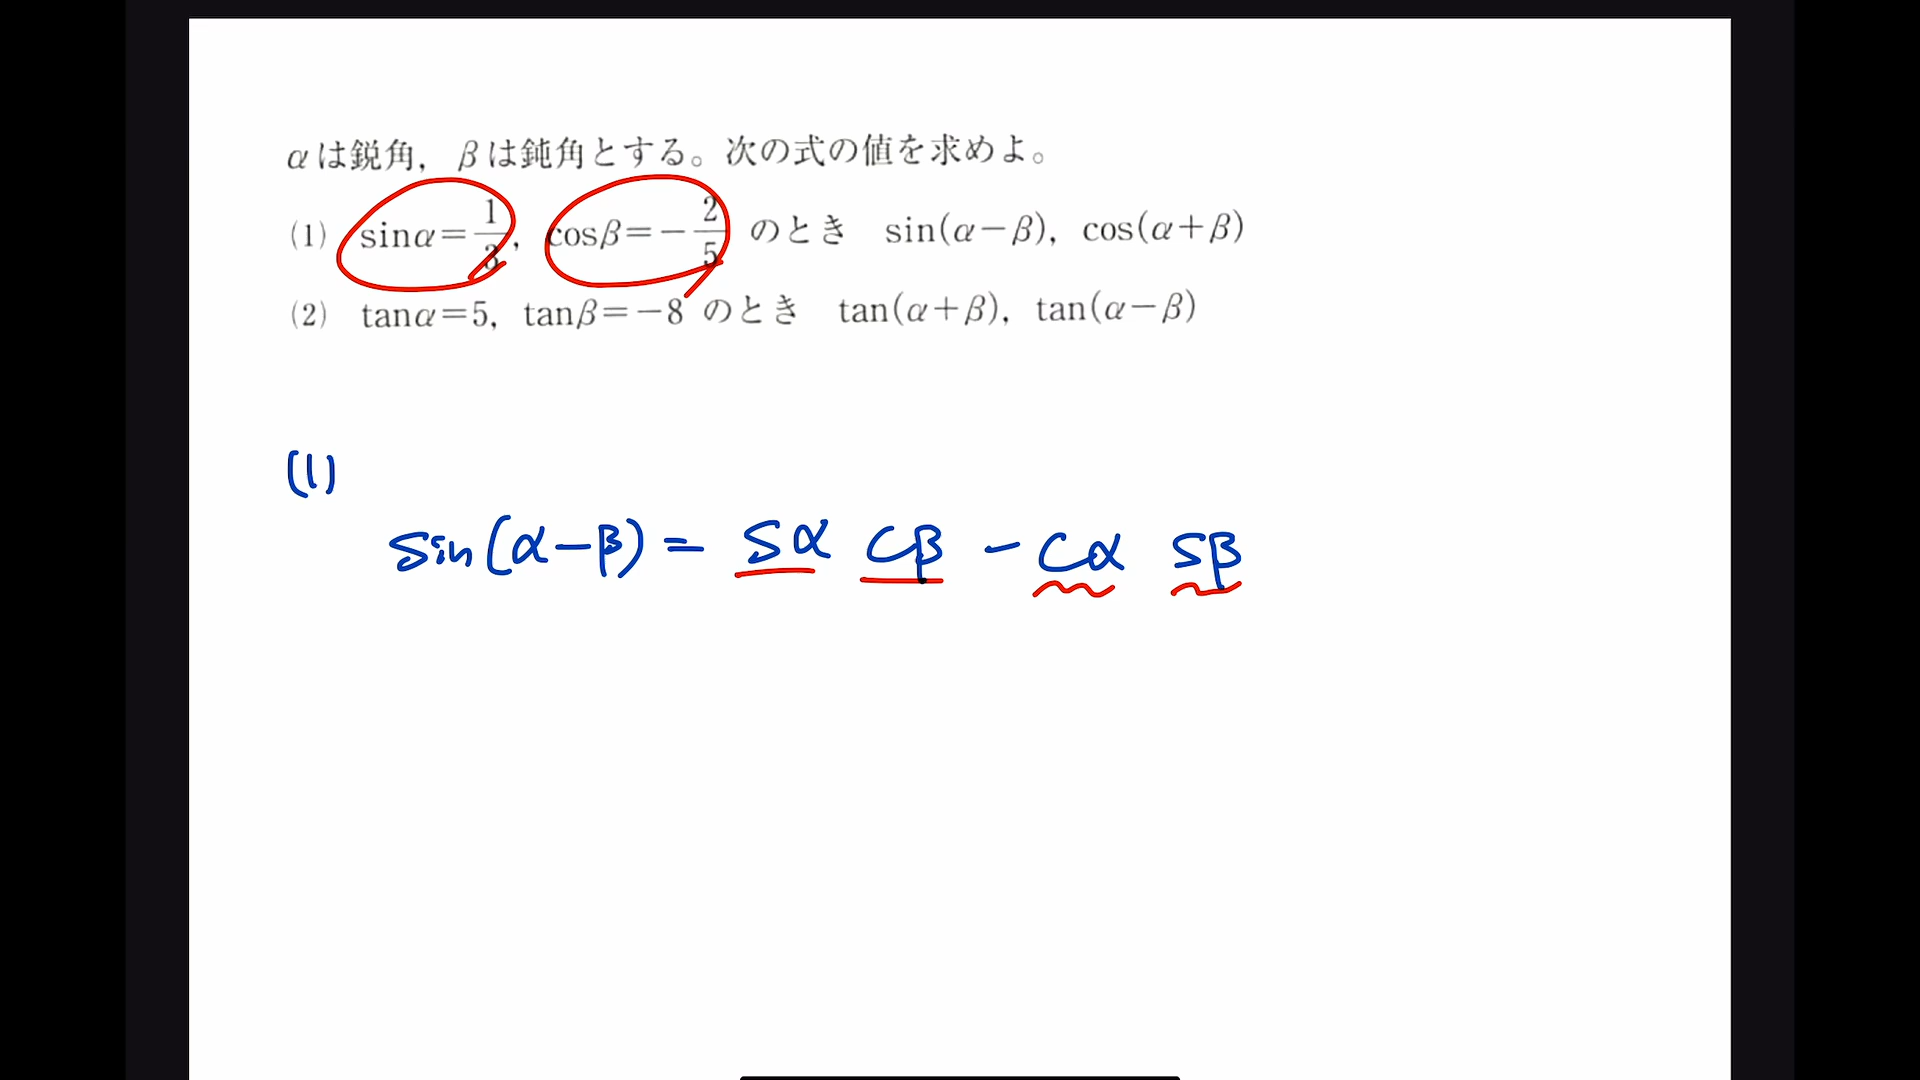 αは鋭角，βは鈍角とする。次の式の値を求めよ。
(1) sinα=1/3, cosβ=-2/5 のとき sin(α-β), cos(α+β)
(2) tanα=5, tanβ=-8 のとき tan(α+β), tan(α-β)
(1)
sin(α-β)= Sα Cβ - Cα Sβ